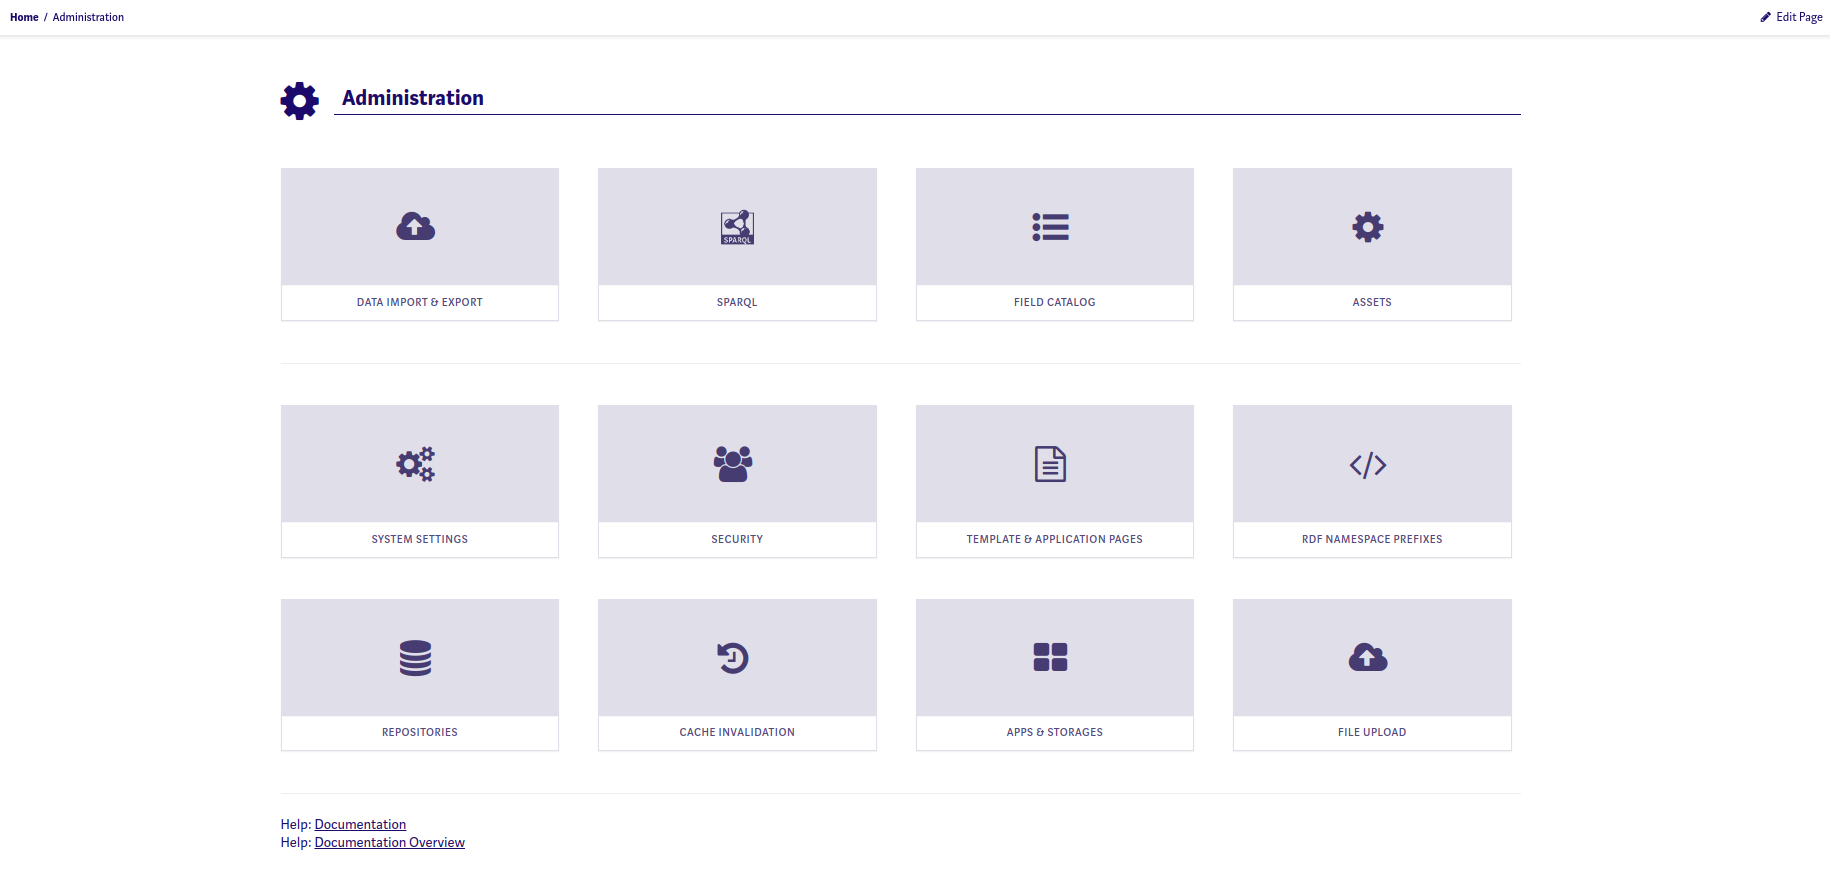 Home / Administration
Edit Page
Administration
SPARQL
DATA IMPORT & EXPORT
SPARQL
FIELD CATALOG
ASSETS
SYSTEM SETTINGS
SECURITY
TEMPLATE & APPLICATION PAGES
RDF NAMESPACE PREFIXES
REPOSITORIES
CACHE INVALIDATION
APPS & STORAGES
FILE UPLOAD
Help: Documentation
Help: Documentation Overview